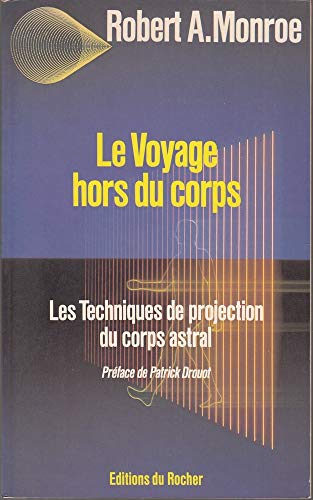 Robert A.Monroe
Le Voyage
hors du corps
Les Techniques de projection
du corps astral
Préface de Patrick Drouot
Editions du Rocher